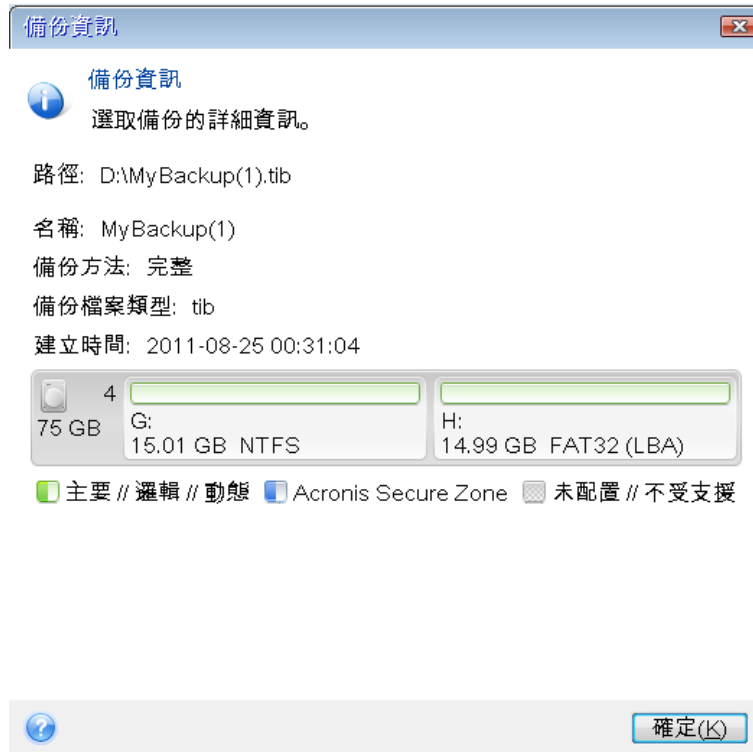 備份資訊
備份資訊
選取備份的詳細資訊。
路徑: D:\MyBackup(1).tib
名稱: MyBackup(1)
備份方法: 完整
備份檔案類型: tib
建立時間: 2011-08-25 00:31:04
4
75 GB
G:
15.01 GB NTFS
H:
14.99 GB FAT32 (LBA)
主要 // 邏輯 // 動態 Acronis Secure Zone 未配置 // 不受支援
確定(K)